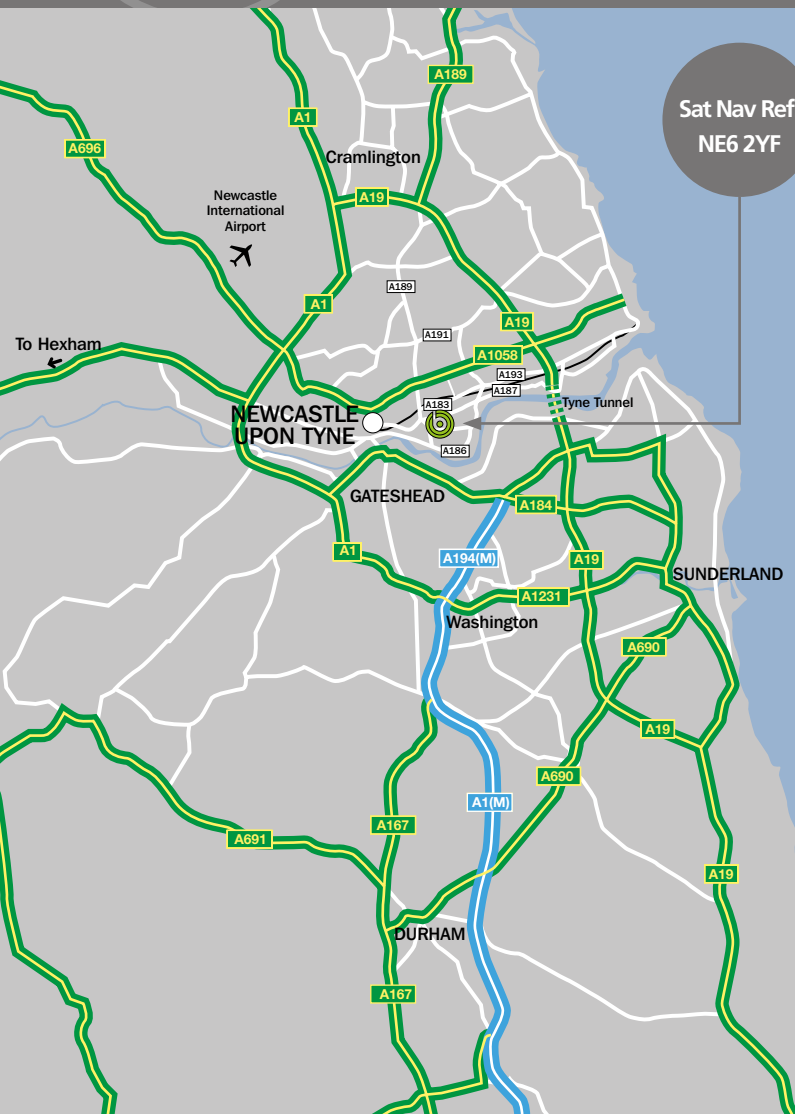 A189
Sat Nav Ref
NE6 2YF
A1
A696
Cramlington
A19
Newcastle
International
Airport
A189
A1
A19
A191
To Hexham
A1058
A193
A187
A183
Tyne Tunnel
NEWCASTLE
UPON TYNE
A186
GATESHEAD
A184
A1
A194(M)
A19
SUNDERLAND
A1231
Washington
A690
A19
A690
A1(M)
A167
A691
A19
DURHAM
A167